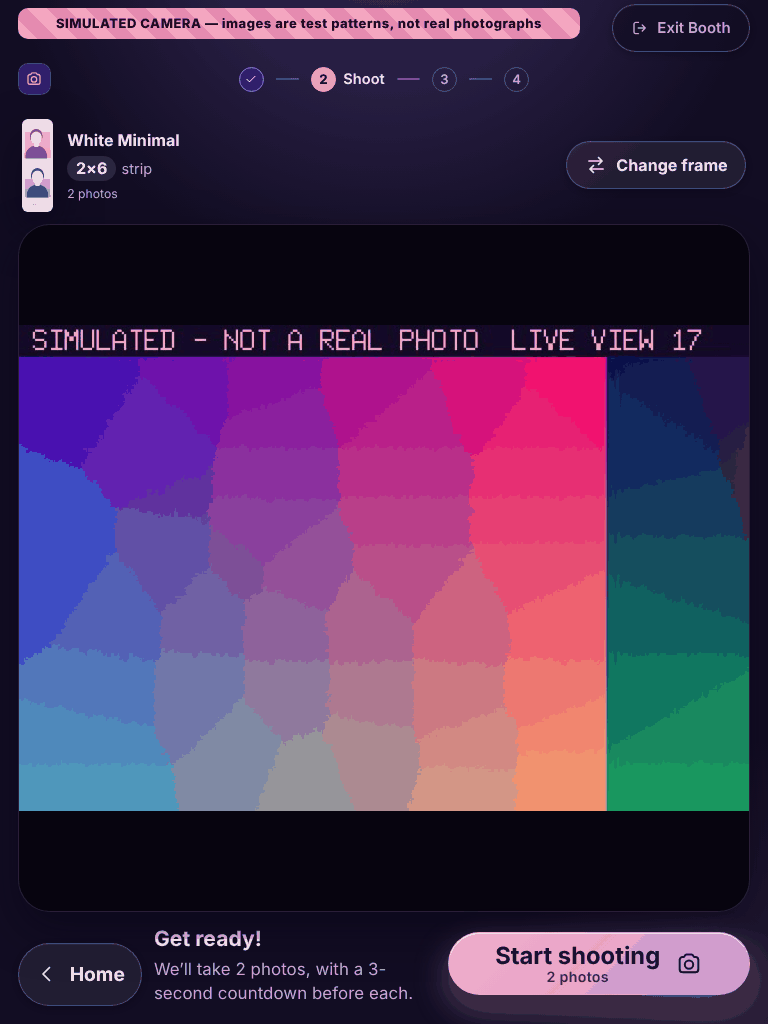 SIMULATED CAMERA — images are test patterns, not real photographs
Exit Booth
2 Shoot
3
4
White Minimal
2×6 strip
2 photos
Change frame
SIMULATED - NOT A REAL PHOTO LIVE VIEW 17
Get ready!
Home
We’ll take 2 photos, with a 3-
second countdown before each.
Start shooting
2 photos